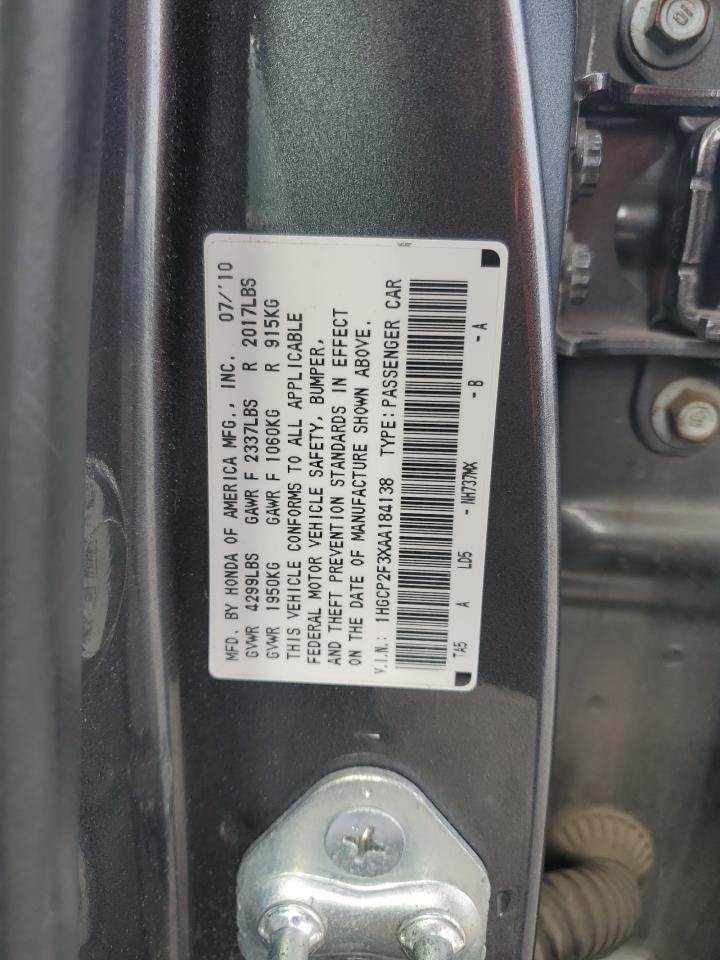 MFD. BY HONDA OF AMERICA MFG., INC. 07/'10
GVWR 4299LBS GAWR F 2337LBS R 2017LBS
GVWR 1950KG GAWR F 1060KG R 915KG
THIS VEHICLE CONFORMS TO ALL APPLICABLE
FEDERAL MOTOR VEHICLE SAFETY, BUMPER,
AND THEFT PREVENTION STANDARDS IN EFFECT
ON THE DATE OF MANUFACTURE SHOWN ABOVE.
V.I.N.: 1HGCP2F3XAA184138 TYPE: PASSENGER CAR
TA5 A LD5 - NH737MX - B - A